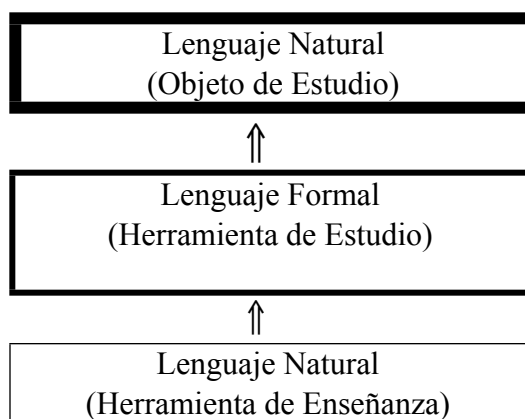 Lenguaje Natural
(Objeto de Estudio)
⇑
Lenguaje Formal
(Herramienta de Estudio)
⇑
Lenguaje Natural
(Herramienta de Enseñanza)